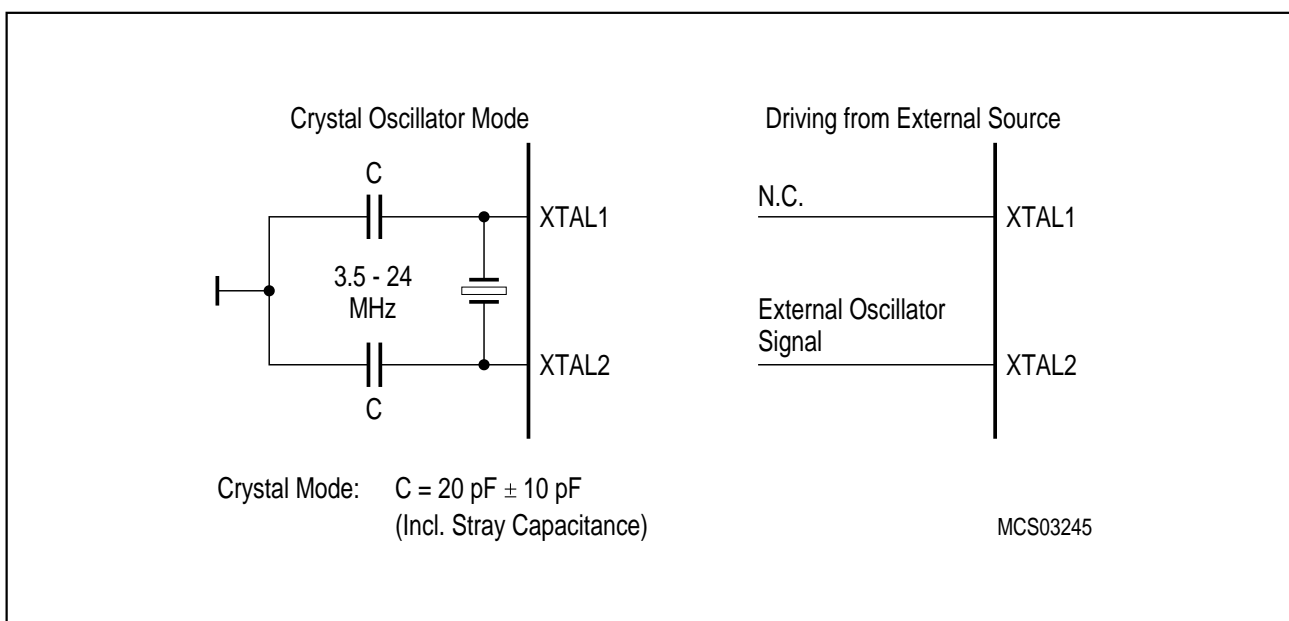 Crystal Oscillator Mode
C
XTAL1
3.5 - 24
MHz
XTAL2
C
Crystal Mode: C = 20 pF ± 10 pF
(Incl. Stray Capacitance)
Driving from External Source
N.C.
XTAL1
External Oscillator
Signal
XTAL2
MCS03245